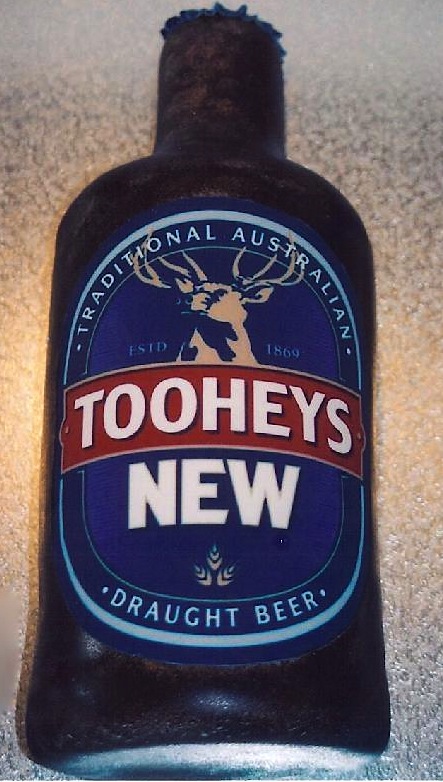 · TRADITIONAL AUSTRALIAN ·
ESTD 1869
TOOHEYS
NEW
· DRAUGHT BEER ·